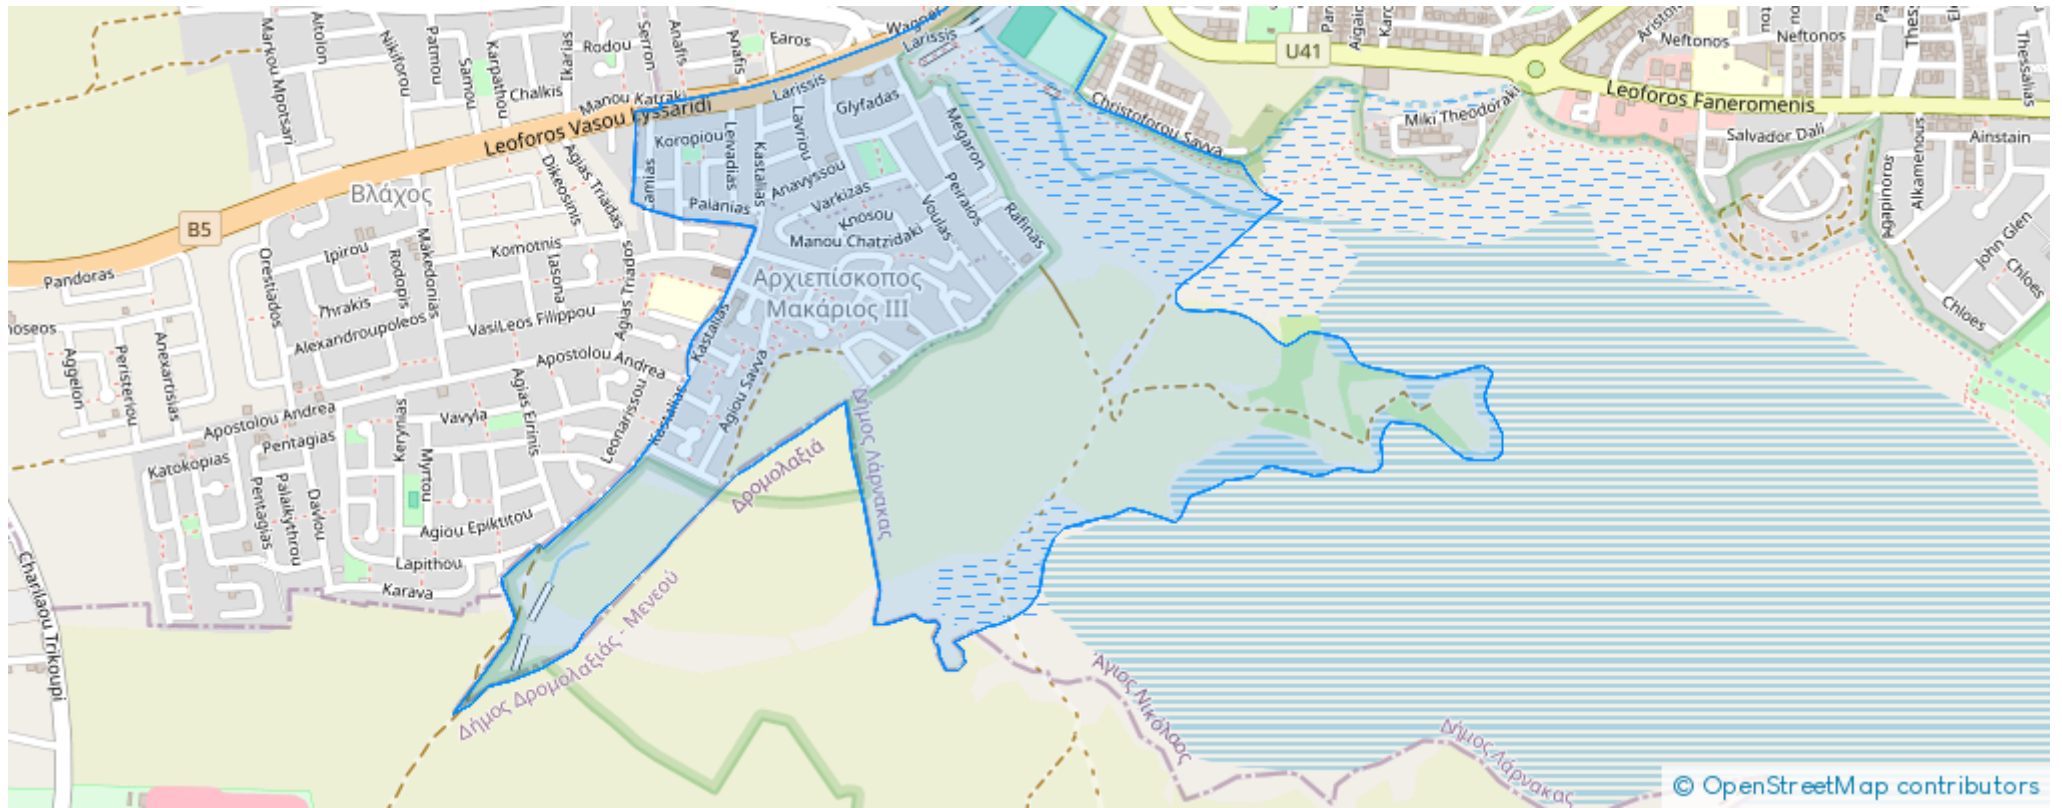 Wagner
Larissis
Aitolon
Markou Mpotsari
Nikiforou
Patmou
Samou
Karpathou
Chalkis
Ikarias
Rodou
Serron
Anafis
Anafis
Earos
U41
Neftonos
Neftonos
Thessalias
Manou Katraki
Larissis
Leoforos Vasou Lyssaridi
Glyfadas
Megaron
Christoforou Savva
Miki Theodoraki
Leoforos Faneromenis
Salvador Dali
Ainstain
Koropiou
Levadias
Kastalias
Lavriou
Anavyssou
Varkizas
Knosou
Voulas
Peiraios
Rafinas
Palanias
Manou Chatzidaki
Agapinoros
Alkamenous
John Glen
Chloes
Chloes
Βλάχος
B5
Dikeosinis
Agias Triadas
Agias Triados
Pandoras
Orestiados
Ipirou
Rodopis
Makedonias
Komotnis
Iasona
Thrakis
Alexandroupoleos
VasiLeos Filippou
Αρχιεπίσκοπος
Μακάριος III
Kastalias
Aggelon
Peristeriou
Anexartisias
Apostolou Andrea
Apostolou Andrea
Agiou Savva
Kastalias
Leonarissou
Agias Eirinis
Vavyla
Keryneias
Myrtou
Pentagias
Katokopias
Pentagias
Palaikythrou
Davlou
Agiou Epiktitou
Lapithou
Karava
Charilaou Trikoupi
Δρομολαξιά
Δήμος Λάρνακας
Δήμος Δρομολαξιάς - Μενεού
Άγιος Νικόλαος
Δήμος Λάρνακας
© OpenStreetMap contributors